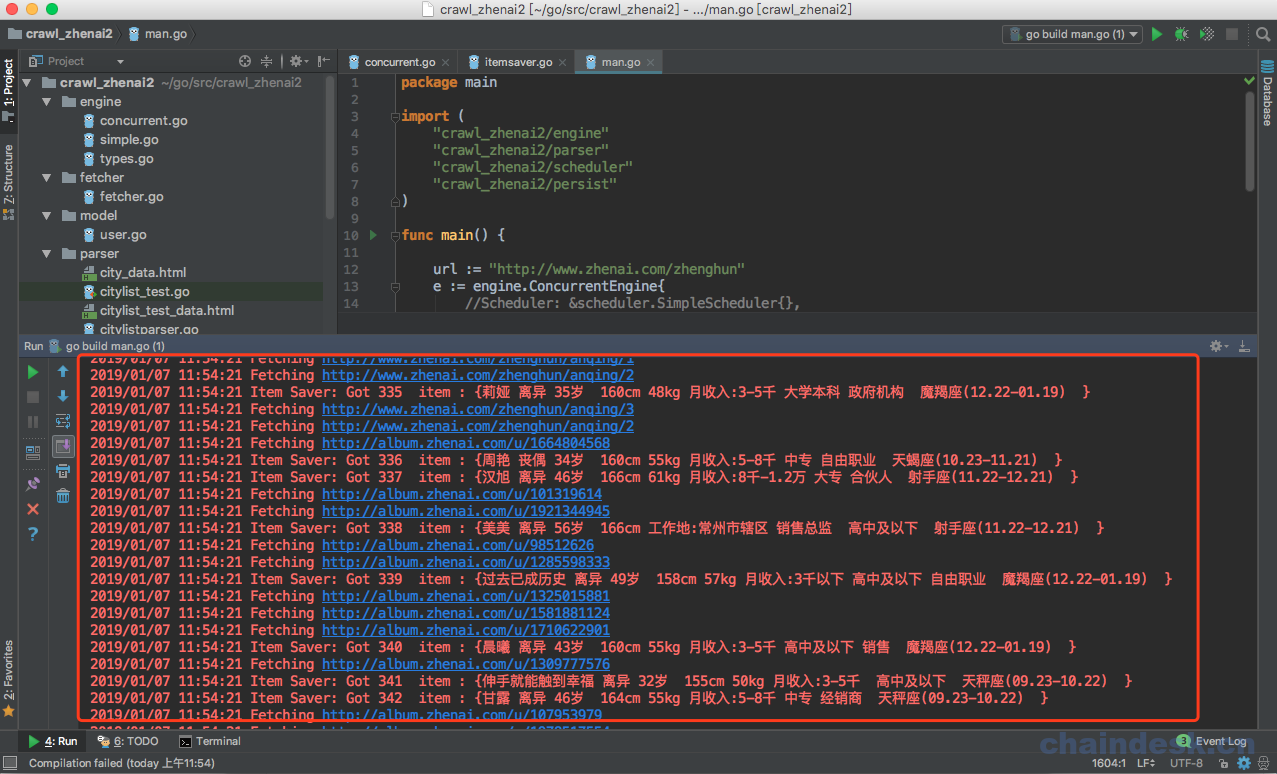 crawl_zhenai2 [~/go/src/crawl_zhenai2] - .../man.go [crawl_zhenai2]
crawl_zhenai2 man.go go build man.go (1)
Project
concurrent.go itemsaver.go man.go
1: Project
Z: Structure
2: Favorites
Database
crawl_zhenai2 ~/go/src/crawl_zhenai2
engine
concurrent.go
simple.go
types.go
fetcher
fetcher.go
model
user.go
parser
city_data.html
citylist_test.go
citylist_test_data.html
citylistparser.go
1 package main
2
3 import (
4 "crawl_zhenai2/engine"
5 "crawl_zhenai2/parser"
6 "crawl_zhenai2/scheduler"
7 "crawl_zhenai2/persist"
8 )
9
10 func main() {
11
12 url := "http://www.zhenai.com/zhenghun"
13 e := engine.ConcurrentEngine{
14 //Scheduler: &scheduler.SimpleScheduler{},
Run go build man.go (1)
2019/01/07 11:54:21 Fetching http://www.zhenai.com/zhenghun/anqing/1
2019/01/07 11:54:21 Fetching http://www.zhenai.com/zhenghun/anqing/2
2019/01/07 11:54:21 Item Saver: Got 335 item : {莉娅 离异 35岁 160cm 48kg 月收入:3-5千 大学本科 政府机构 魔羯座(12.22-01.19) }
2019/01/07 11:54:21 Fetching http://www.zhenai.com/zhenghun/anqing/3
2019/01/07 11:54:21 Fetching http://www.zhenai.com/zhenghun/anqing/2
2019/01/07 11:54:21 Fetching http://album.zhenai.com/u/1664804568
2019/01/07 11:54:21 Item Saver: Got 336 item : {周艳 丧偶 34岁 160cm 55kg 月收入:5-8千 中专 自由职业 天蝎座(10.23-11.21) }
2019/01/07 11:54:21 Item Saver: Got 337 item : {汉旭 离异 46岁 166cm 61kg 月收入:8千-1.2万 大专 合伙人 射手座(11.22-12.21) }
2019/01/07 11:54:21 Fetching http://album.zhenai.com/u/101319614
2019/01/07 11:54:21 Fetching http://album.zhenai.com/u/1921344945
2019/01/07 11:54:21 Item Saver: Got 338 item : {美美 离异 56岁 166cm 工作地:常州市辖区 销售总监 高中及以下 射手座(11.22-12.21) }
2019/01/07 11:54:21 Fetching http://album.zhenai.com/u/98512626
2019/01/07 11:54:21 Fetching http://album.zhenai.com/u/1285598333
2019/01/07 11:54:21 Item Saver: Got 339 item : {过去已成历史 离异 49岁 158cm 57kg 月收入:3千以下 高中及以下 自由职业 魔羯座(12.22-01.19) }
2019/01/07 11:54:21 Fetching http://album.zhenai.com/u/1325015881
2019/01/07 11:54:21 Fetching http://album.zhenai.com/u/1581881124
2019/01/07 11:54:21 Fetching http://album.zhenai.com/u/1710622901
2019/01/07 11:54:21 Item Saver: Got 340 item : {晨曦 离异 43岁 160cm 55kg 月收入:3-5千 高中及以下 销售 魔羯座(12.22-01.19) }
2019/01/07 11:54:21 Fetching http://album.zhenai.com/u/1309777576
2019/01/07 11:54:21 Item Saver: Got 341 item : {伸手就能触到幸福 离异 32岁 155cm 50kg 月收入:3-5千 高中及以下 天秤座(09.23-10.22) }
2019/01/07 11:54:21 Item Saver: Got 342 item : {甘露 离异 46岁 164cm 55kg 月收入:5-8千 中专 经销商 天秤座(09.23-10.22) }
2019/01/07 11:54:21 Fetching http://album.zhenai.com/u/107953979
4: Run 6: TODO Terminal 3 Event Log
chaindesk.cn
Compilation failed (today 上午11:54) 1604:1 LF UTF-8